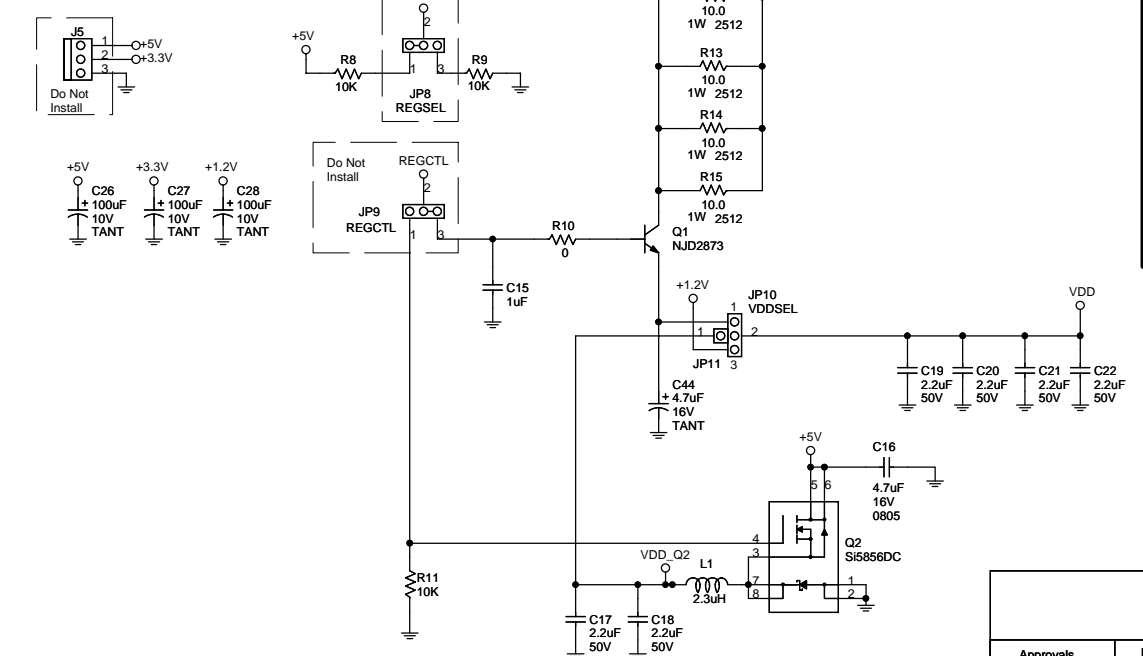 J5
1
+5V
2
+3.3V
3
Do Not
Install
+5V
R8
10K
2
1
3
JP8
REGSEL
R9
10K
10.0
1W 2512
R13
10.0
1W 2512
R14
10.0
1W 2512
R15
10.0
1W 2512
+5V
C26
+
100uF
10V
TANT
+3.3V
C27
+
100uF
10V
TANT
+1.2V
C28
+
100uF
10V
TANT
Do Not
Install
REGCTL
2
JP9
REGCTL
1
3
R10
0
C15
1uF
Q1
NJD2873
+1.2V
JP10
VDDSEL
1
1
2
JP11
3
VDD
C19
2.2uF
50V
C20
2.2uF
50V
C21
2.2uF
50V
C22
2.2uF
50V
C44
+
4.7uF
16V
TANT
+5V
C16
4.7uF
16V
0805
5
6
4
3
7
8
1
2
Q2
Si5856DC
VDD_Q2
L1
2.3uH
R11
10K
C17
2.2uF
50V
C18
2.2uF
50V
Approvals